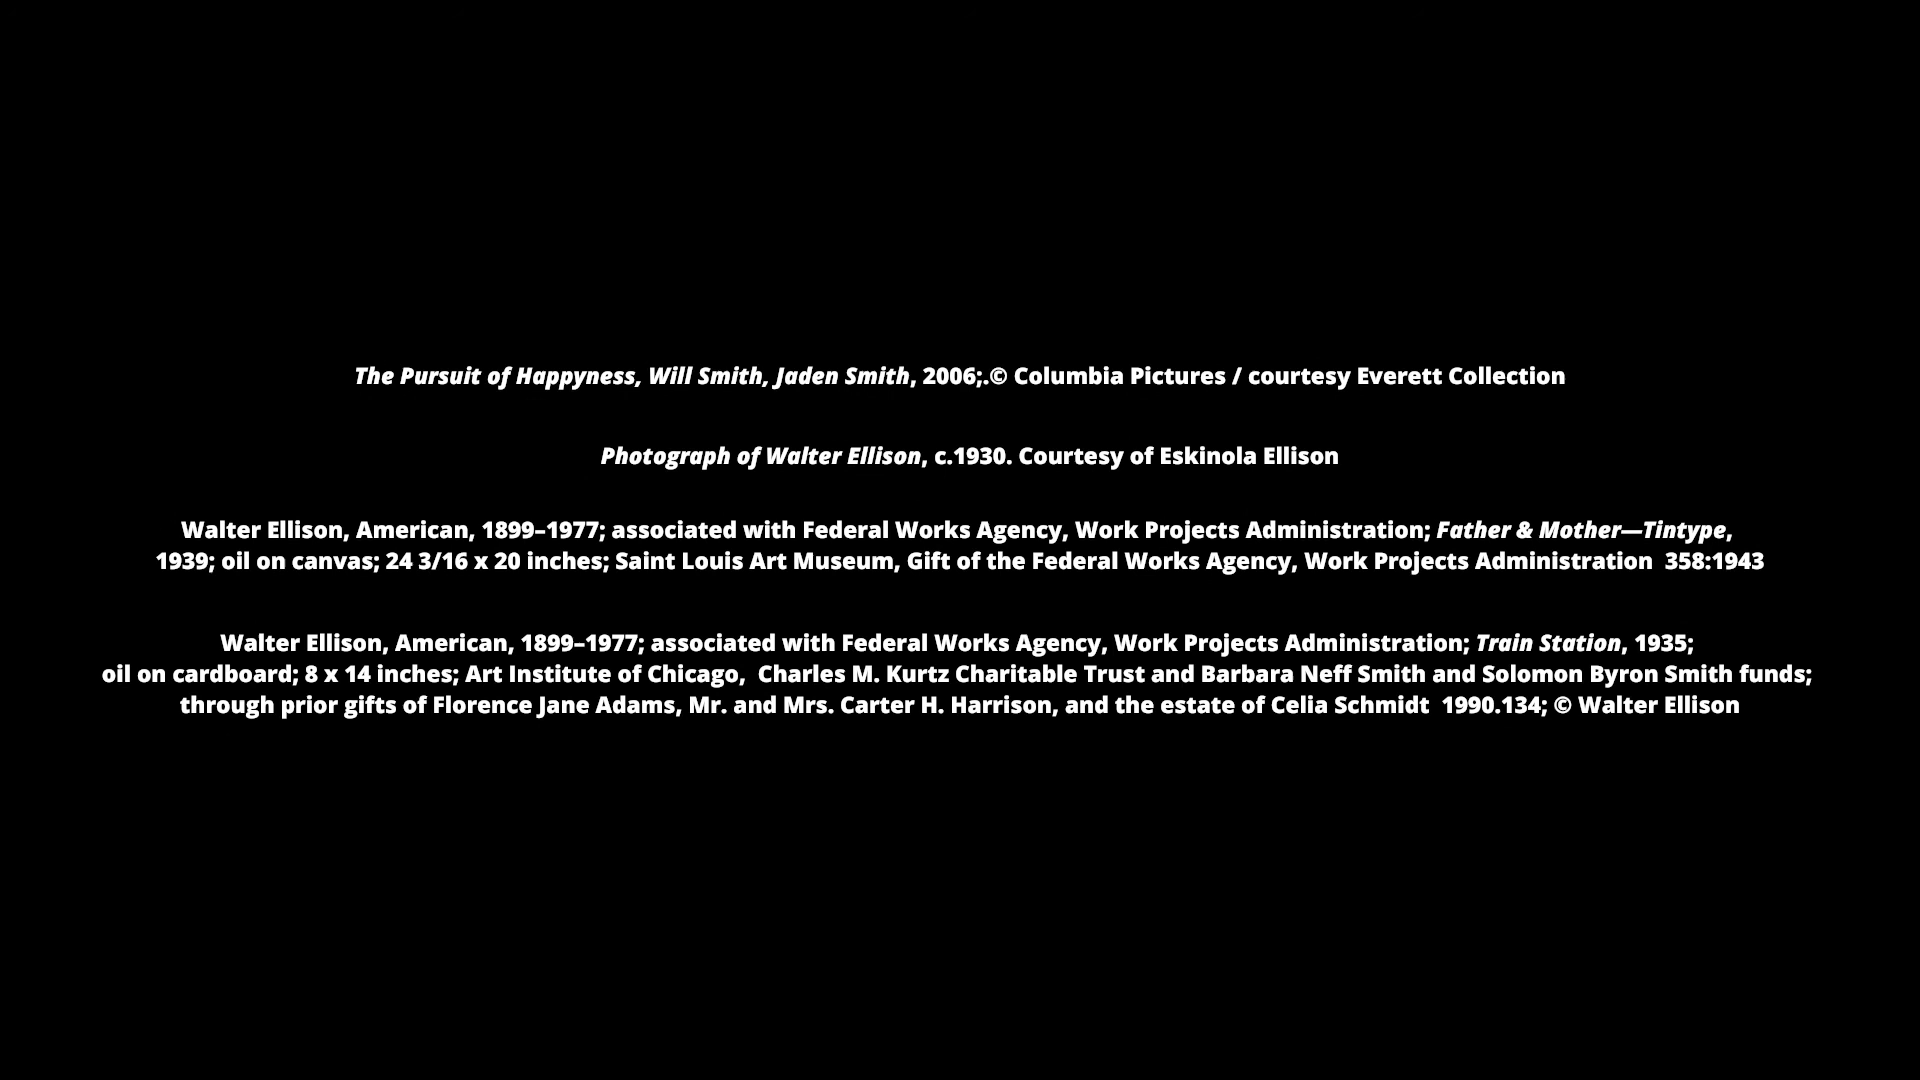 The Pursuit of Happyness, Will Smith, Jaden Smith, 2006;.© Columbia Pictures / courtesy Everett Collection
Photograph of Walter Ellison, c.1930. Courtesy of Eskinola Ellison
Walter Ellison, American, 1899–1977; associated with Federal Works Agency, Work Projects Administration; Father & Mother—Tintype,
1939; oil on canvas; 24 3/16 x 20 inches; Saint Louis Art Museum, Gift of the Federal Works Agency, Work Projects Administration  358:1943
Walter Ellison, American, 1899–1977; associated with Federal Works Agency, Work Projects Administration; Train Station, 1935;
oil on cardboard; 8 x 14 inches; Art Institute of Chicago,  Charles M. Kurtz Charitable Trust and Barbara Neff Smith and Solomon Byron Smith funds;
through prior gifts of Florence Jane Adams, Mr. and Mrs. Carter H. Harrison, and the estate of Celia Schmidt  1990.134; © Walter Ellison